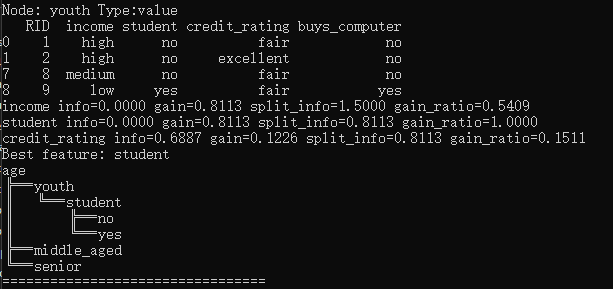 Node: youth Type:value
   RID  income student credit_rating buys_computer
0    1    high      no          fair            no
1    2    high      no     excellent            no
7    8  medium      no          fair            no
8    9     low     yes          fair           yes
income info=0.0000 gain=0.8113 split_info=1.5000 gain_ratio=0.5409
student info=0.0000 gain=0.8113 split_info=0.8113 gain_ratio=1.0000
credit_rating info=0.6887 gain=0.1226 split_info=0.8113 gain_ratio=0.1511
Best feature: student
age
╠══youth
║   ╚══student
║       ╠══no
║       ╚══yes
╠══middle_aged
╚══senior
=================================